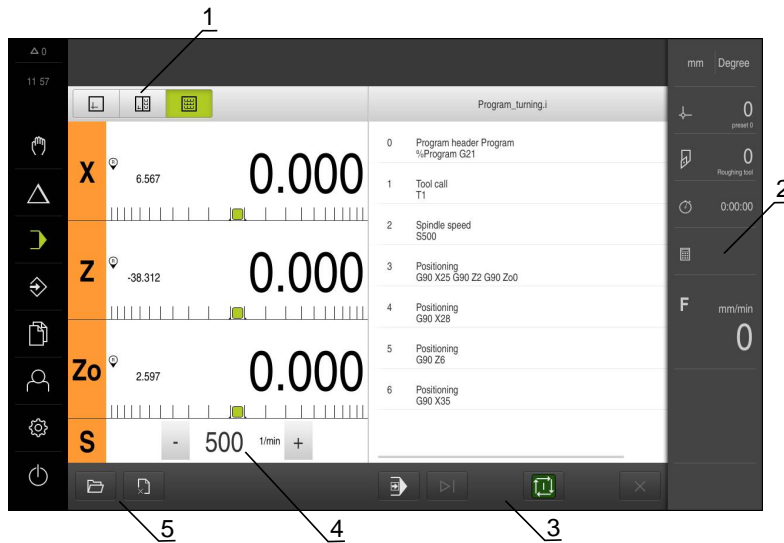 1
△ 0
mm Degree
11 57
Program_turning.i
0
preset 0
X
R
6.567
0.000
0 Program header Program
%Program G21
0
Roughing tool
1 Tool call
T1
2
0:00:00
2 Spindle speed
S500
Z
R
-38.312
0.000
3 Positioning
G90 X25 G90 Z2 G90 Zo0
F mm/min
0
4 Positioning
G90 X28
Zo
R
2.597
0.000
5 Positioning
G90 Z6
6 Positioning
G90 X35
S
- 500 1/min +
5
4
3